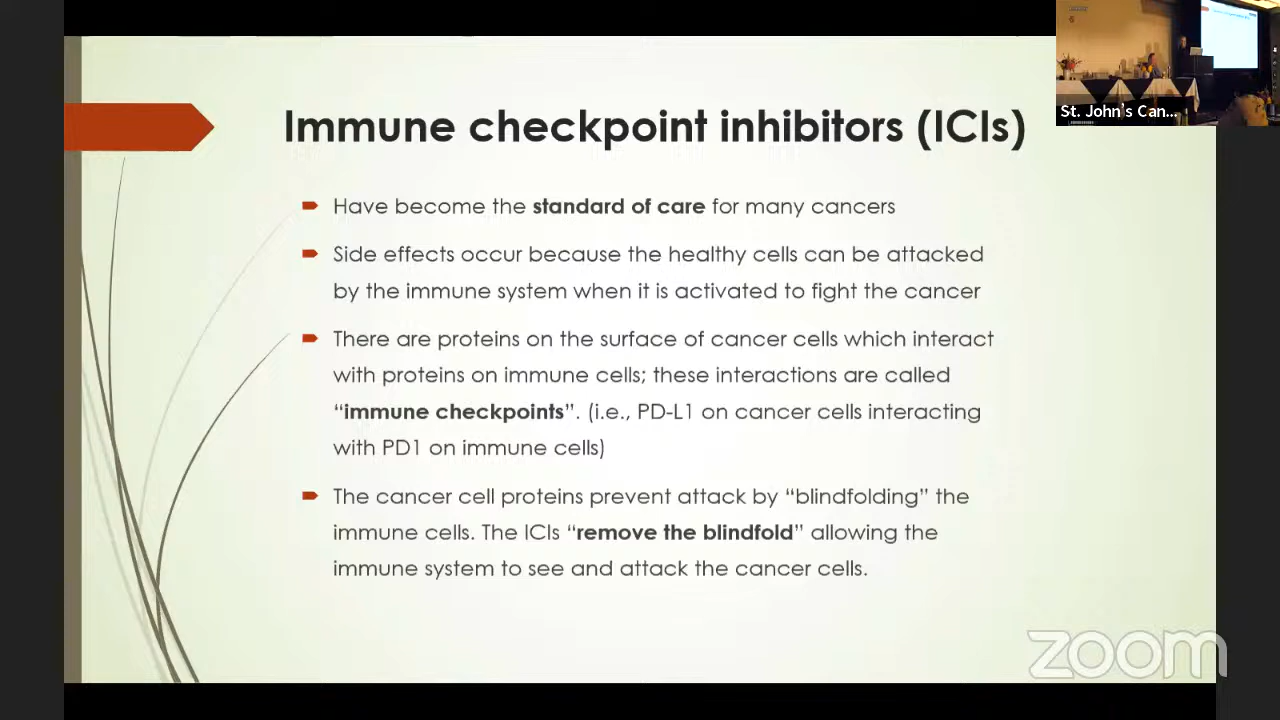 Immune checkpoint inhibitors (ICIs)
St. John's Can...
Have become the standard of care for many cancers
Side effects occur because the healthy cells can be attacked
by the immune system when it is activated to fight the cancer
There are proteins on the surface of cancer cells which interact
with proteins on immune cells; these interactions are called
“immune checkpoints”. (i.e., PD-L1 on cancer cells interacting
with PD1 on immune cells)
The cancer cell proteins prevent attack by “blindfolding” the
immune cells. The ICIs “remove the blindfold” allowing the
immune system to see and attack the cancer cells.
zoom